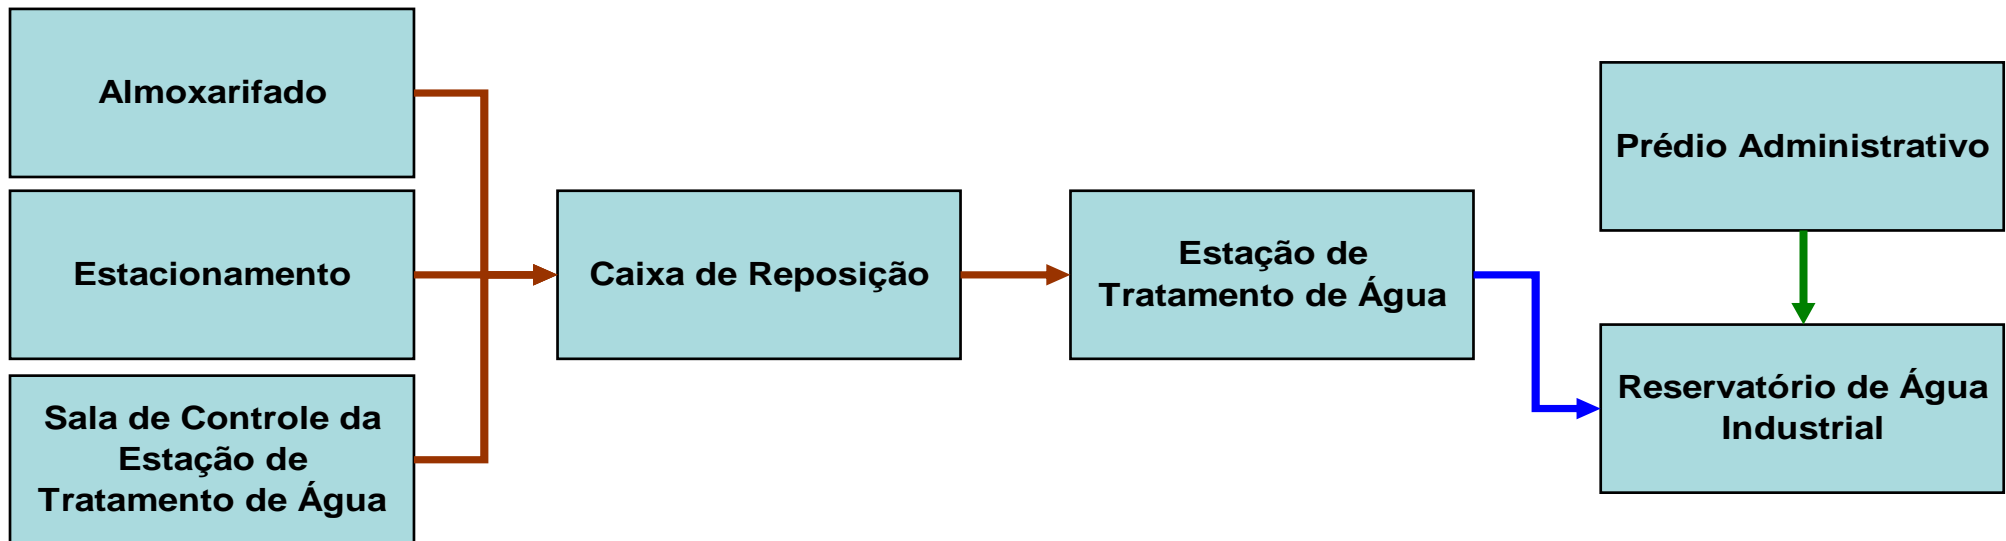 Almoxarifado
Estacionamento
Sala de Controle da
Estação de
Tratamento de Água
Caixa de Reposição
Estação de
Tratamento de Água
Prédio Administrativo
Reservatório de Água
Industrial